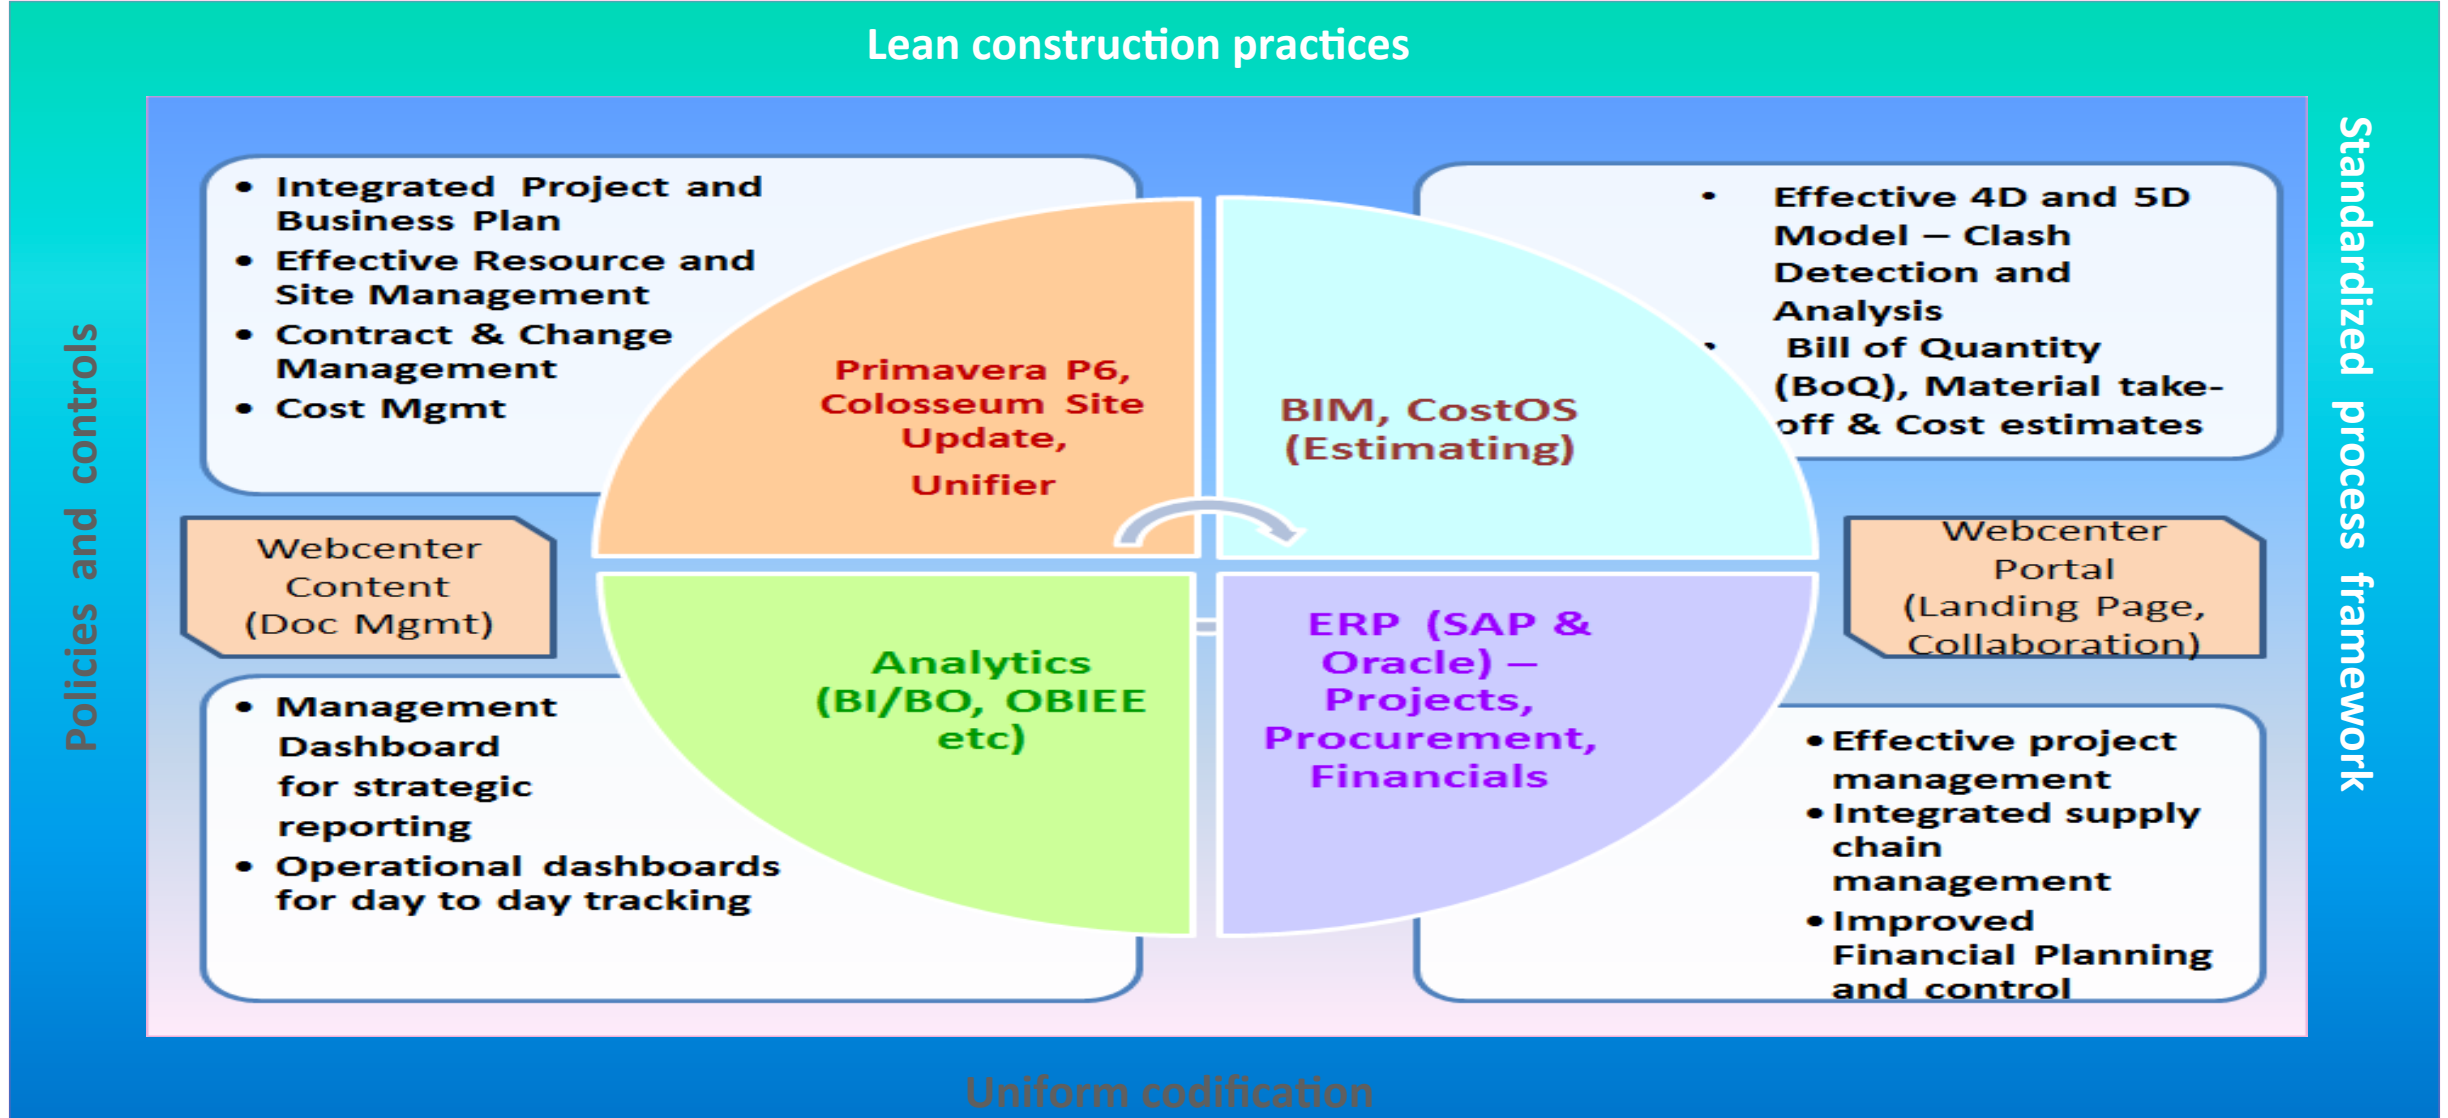 Lean construction practices
Policies and controls
Standardized process framework
• Integrated Project and
Business Plan
• Effective Resource and
Site Management
• Contract & Change
Management
• Cost Mgmt
Primavera P6,
Colosseum Site
Update,
Unifier
BIM, CostOS
(Estimating)
• Effective 4D and 5D
Model – Clash
Detection and
Analysis
• Bill of Quantity
(BoQ), Material take-
off & Cost estimates
Webcenter
Content
(Doc Mgmt)
Webcenter
Portal
(Landing Page,
Collaboration)
• Management
Dashboard
for strategic
reporting
• Operational dashboards
for day to day tracking
Analytics
(BI/BO, OBIEE
etc)
ERP (SAP &
Oracle) –
Projects,
Procurement,
Financials
• Effective project
management
• Integrated supply
chain
management
• Improved
Financial Planning
and control
Uniform codification